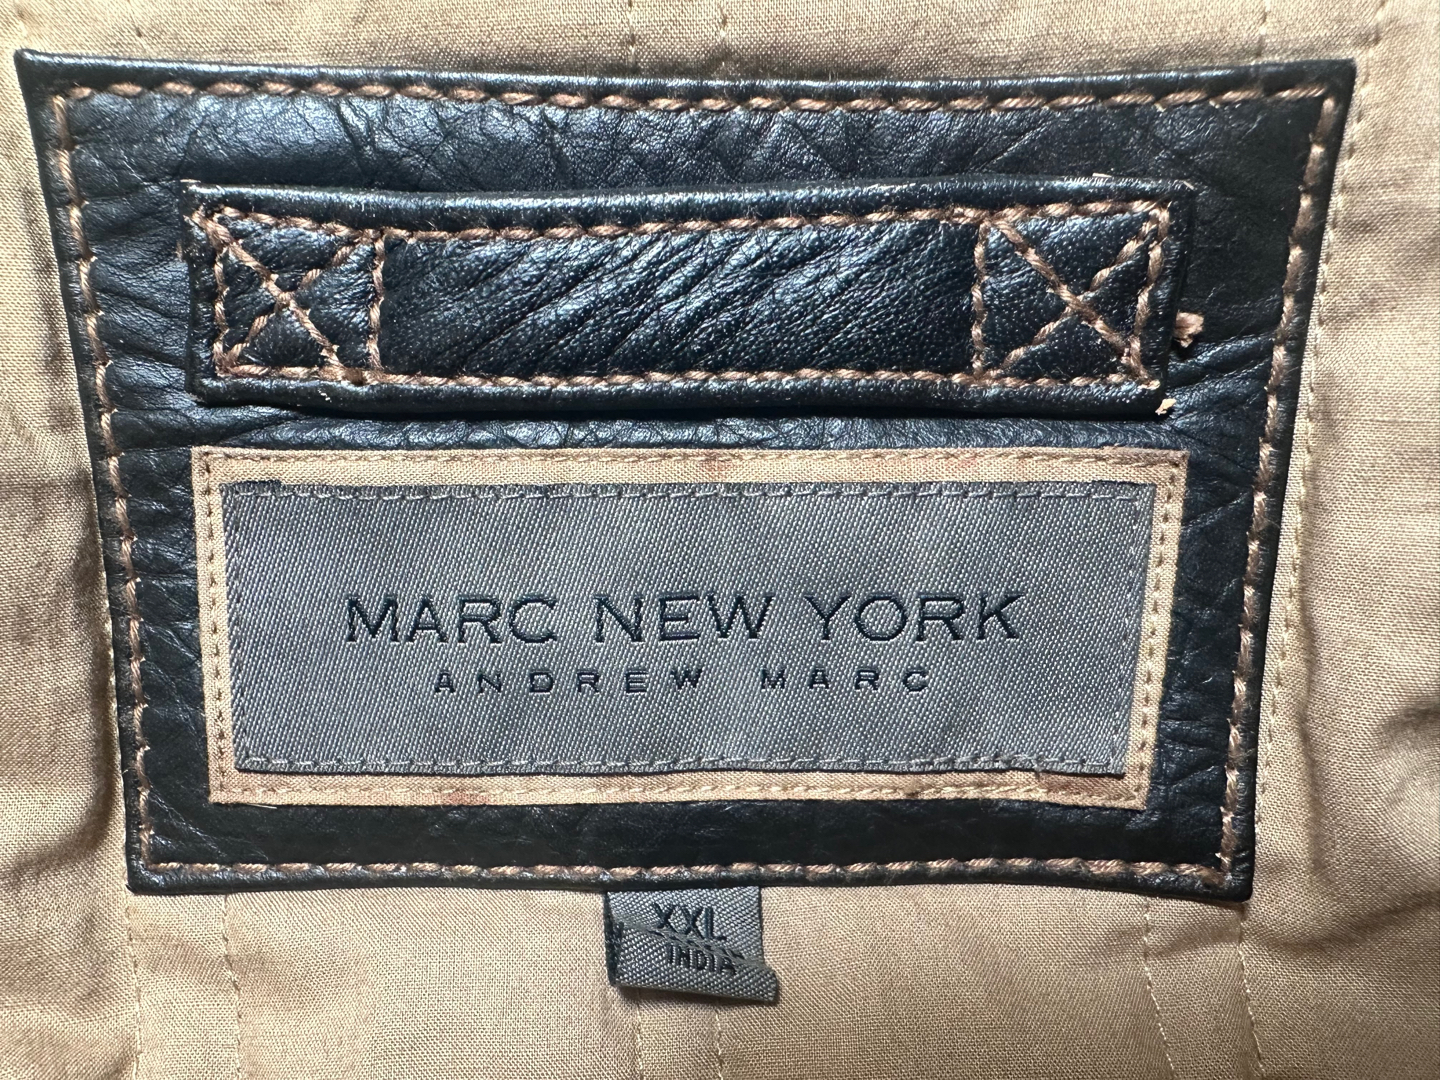 MARC NEW YORK
ANDREW MARC
XXL
INDIA